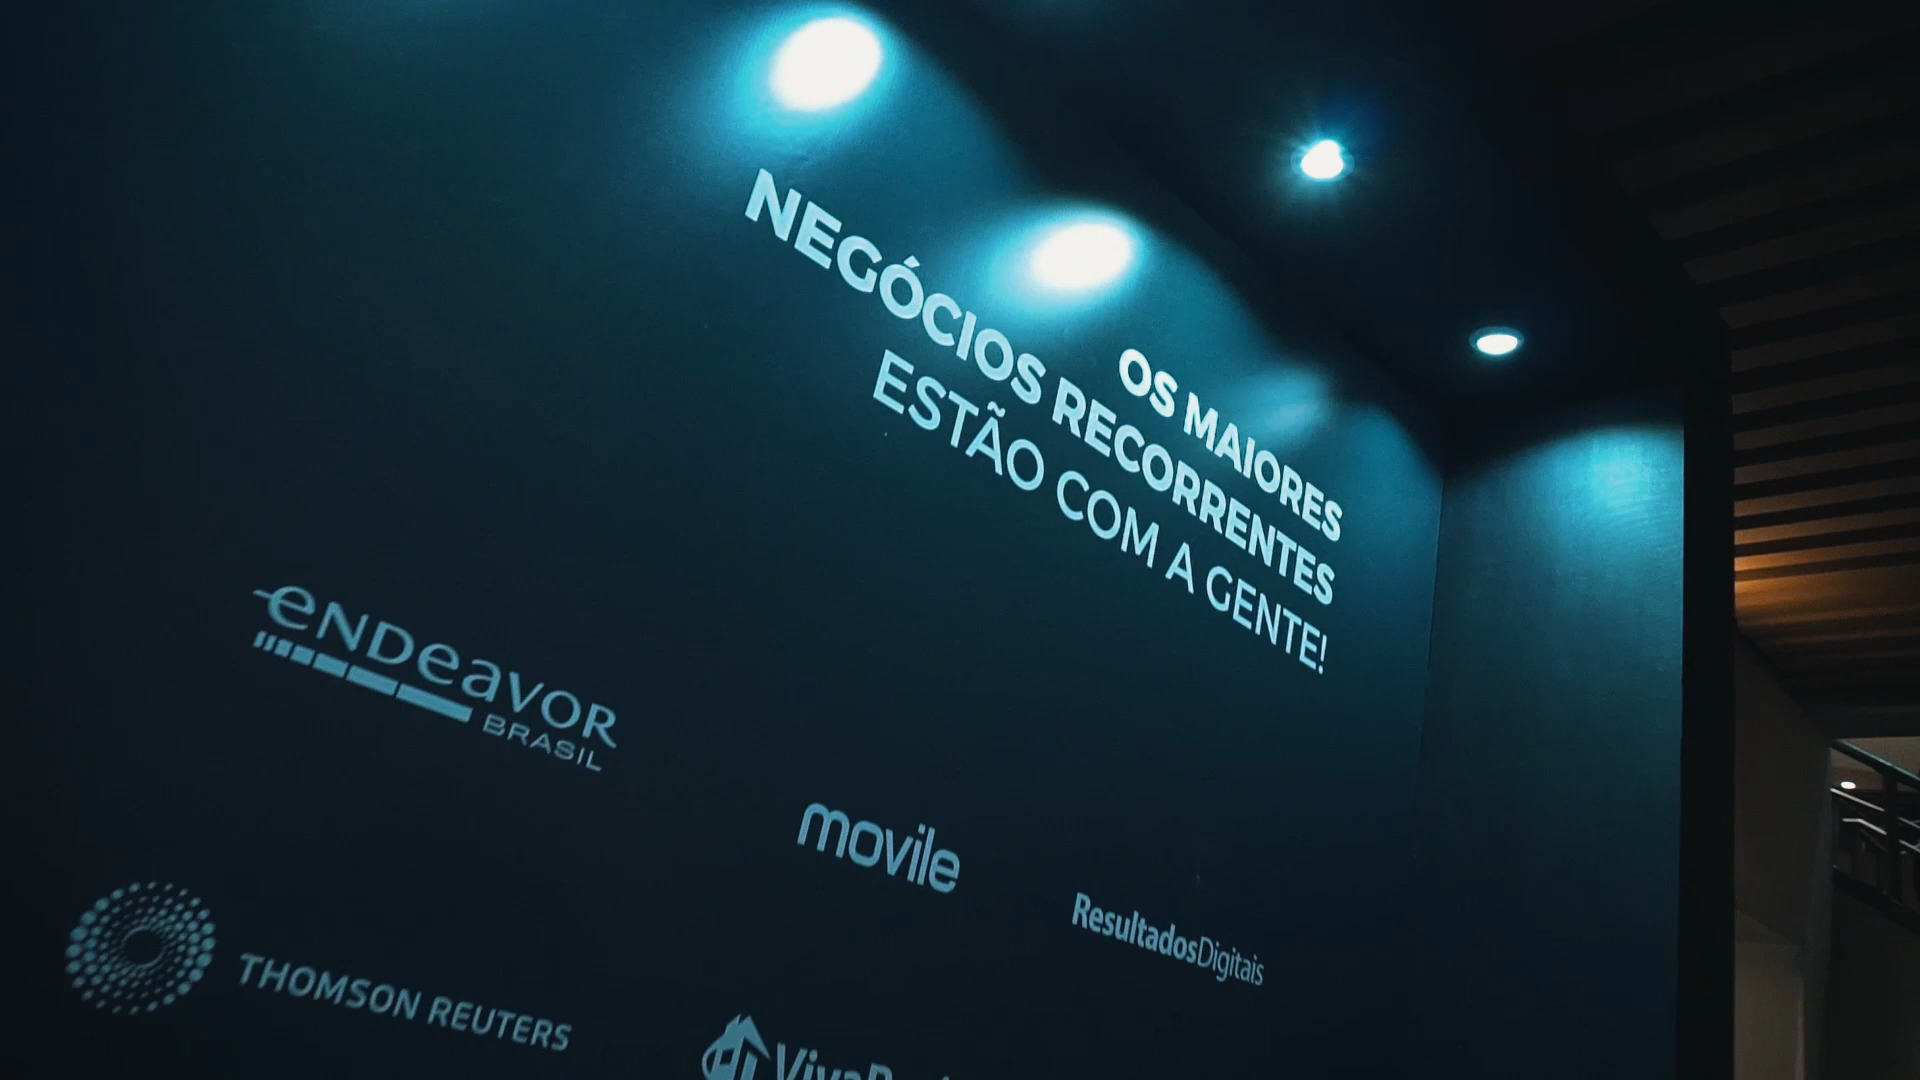 OS MAIORES
NEGÓCIOS RECORRENTES
ESTÃO COM A GENTE!
eNDeavOR
BRASIL
movile
ResultadosDigitais
THOMSON REUTERS